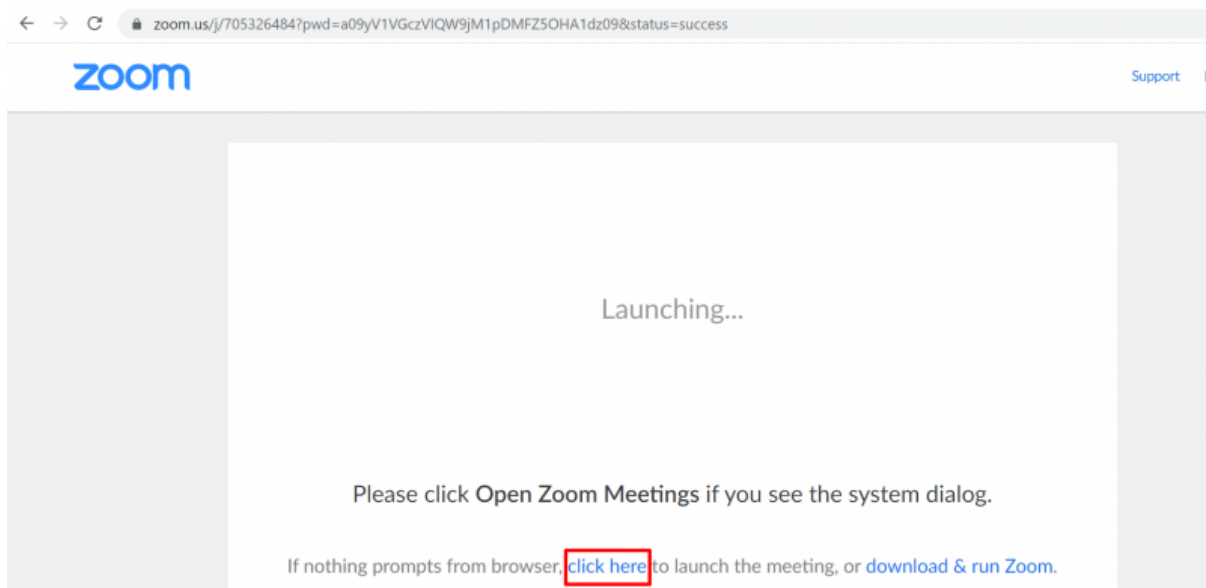 zoom.us/j/705326484?pwd=a09yV1VGczVIQW9jM1pDMFZ5OHA1dz09&status=success
zoom
Support
Launching...
Please click Open Zoom Meetings if you see the system dialog.
If nothing prompts from browser, click here to launch the meeting, or download & run Zoom.